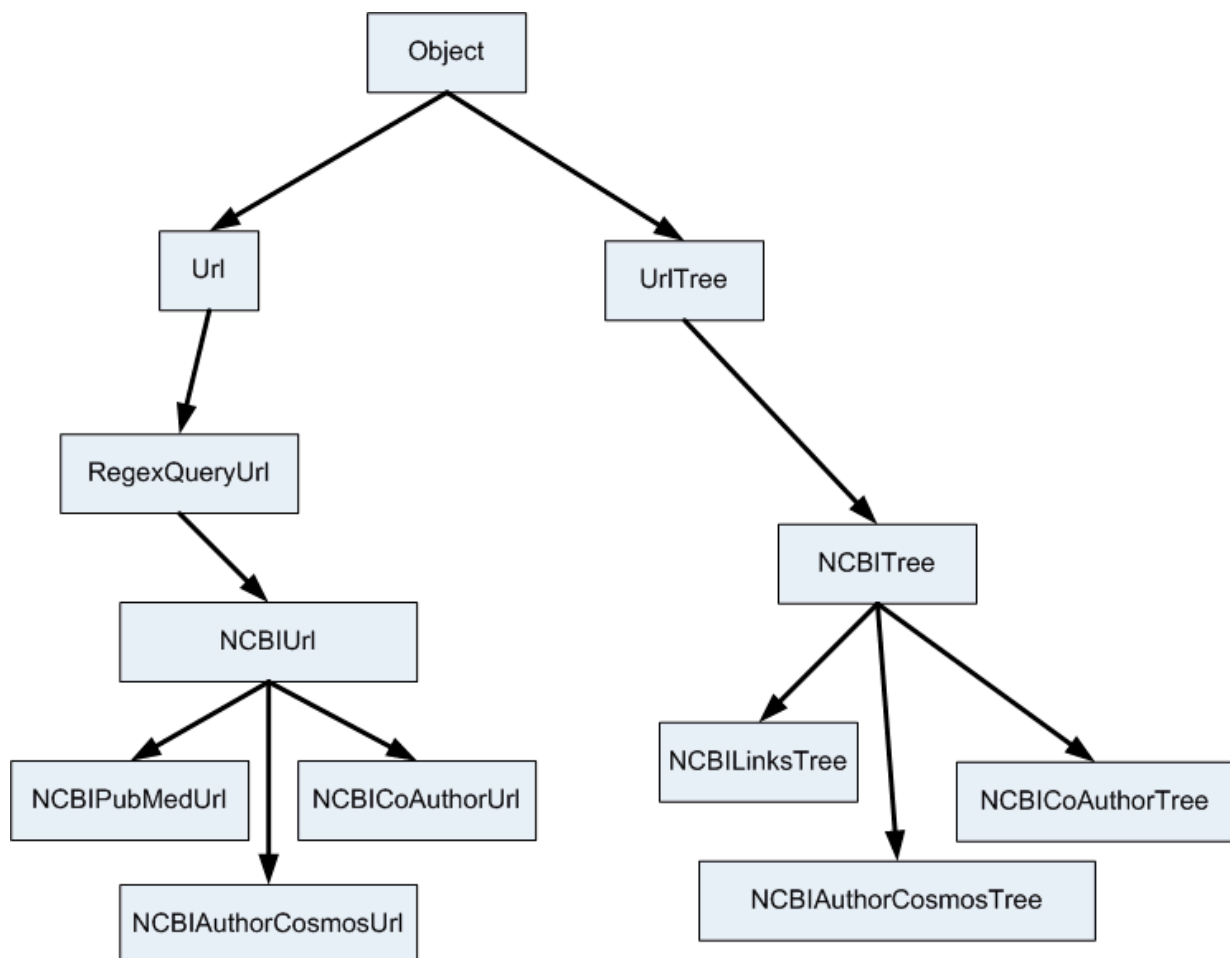 Object
Url
UrlTree
RegexQueryUrl
NCBITree
NCBIUrl
NCBILinksTree
NCBIPubMedUrl
NCBICoAuthorUrl
NCBICoAuthorTree
NCBIAuthorCosmosTree
NCBIAuthorCosmosUrl